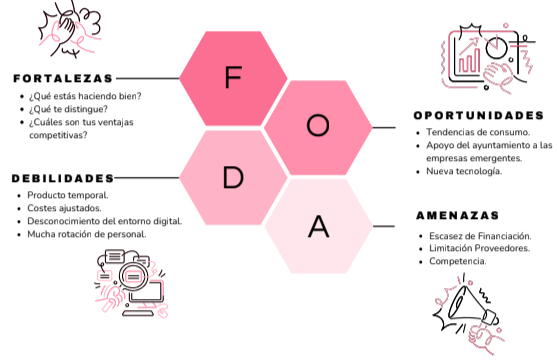 FORTALEZAS
¿Qué estás haciendo bien?
¿Qué te distingue?
¿Cuáles son tus ventajas
competitivas?
F
O
D
A
OPORTUNIDADES
Tendencias de consumo.
Apoyo del ayuntamiento a las
empresas emergentes.
Nueva tecnología.
DEBILIDADES
Producto temporal.
Costes ajustados.
Desconocimiento del entorno digital.
Mucha rotación de personal.
AMENAZAS
Escasez de Financiación.
Limitación Proveedores.
Competencia.